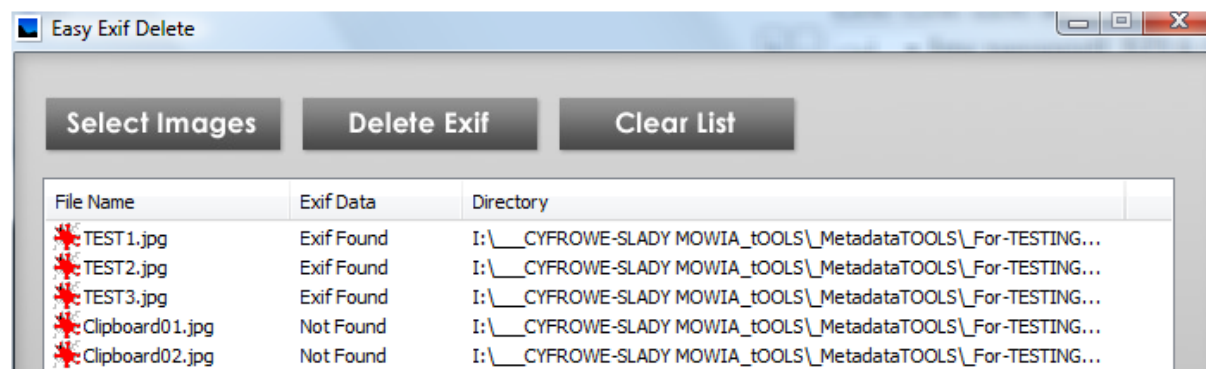 Easy Exif Delete
Select Images Delete Exif Clear List
File Name Exif Data Directory
TEST1.jpg Exif Found I:\___CYFROWE-SLADY MOWIA_tOOLS\_MetadataTOOLS\_For-TESTING...
TEST2.jpg Exif Found I:\___CYFROWE-SLADY MOWIA_tOOLS\_MetadataTOOLS\_For-TESTING...
TEST3.jpg Exif Found I:\___CYFROWE-SLADY MOWIA_tOOLS\_MetadataTOOLS\_For-TESTING...
Clipboard01.jpg Not Found I:\___CYFROWE-SLADY MOWIA_tOOLS\_MetadataTOOLS\_For-TESTING...
Clipboard02.jpg Not Found I:\___CYFROWE-SLADY MOWIA_tOOLS\_MetadataTOOLS\_For-TESTING...